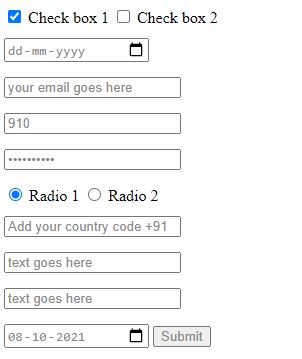 Check box 1 Check box 2
dd-mm-yyyy
your email goes here
910
••••••••••
Radio 1 Radio 2
Add your country code +91
text goes here
text goes here
08-10-2021 Submit